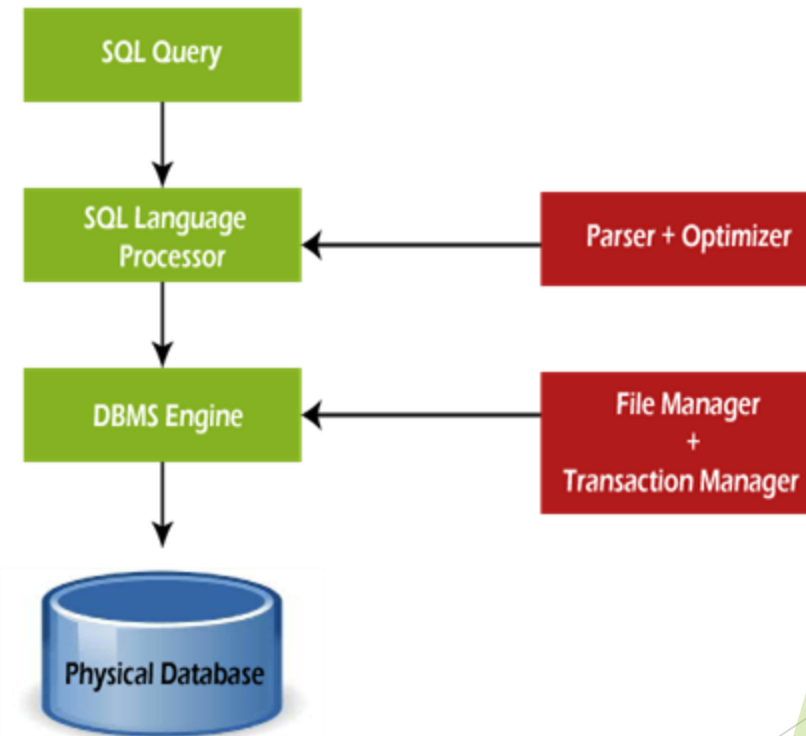 SQL Query
SQL Language
Processor
Parser + Optimizer
DBMS Engine
File Manager
+
Transaction Manager
Physical Database